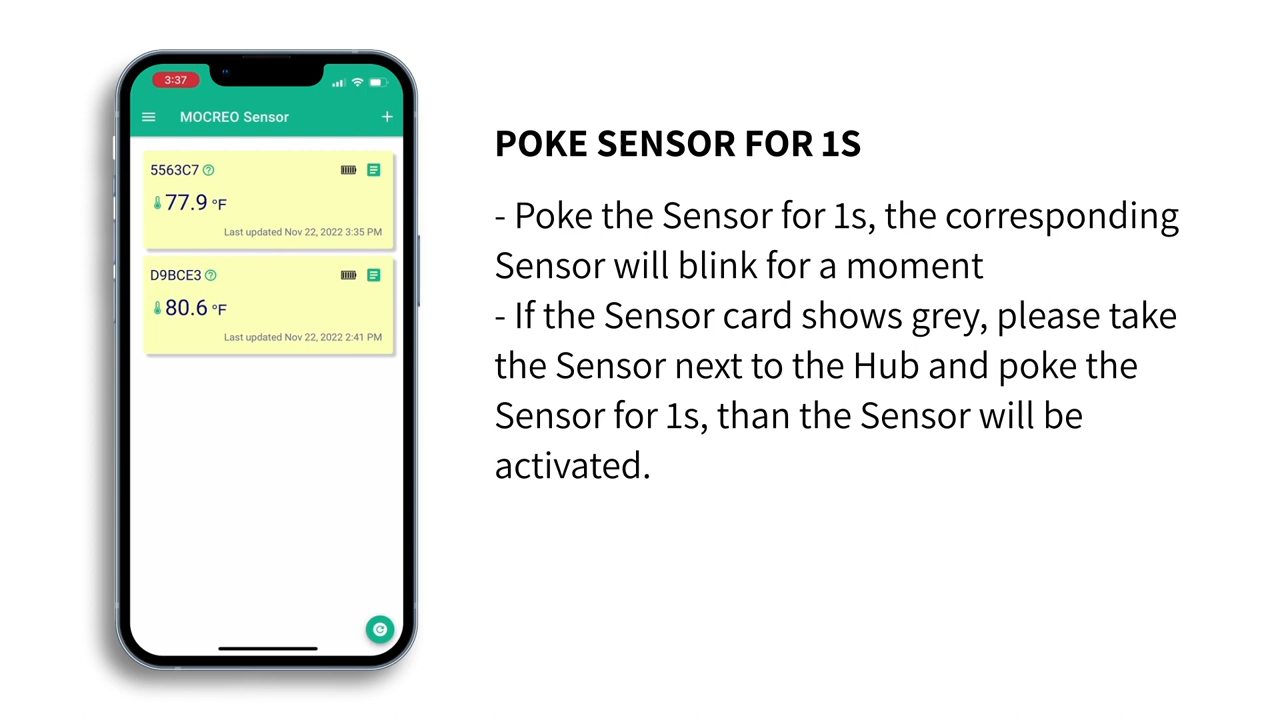 3:37
MOCREO Sensor
5563C7
77.9 °F
Last updated Nov 22, 2022 3:35 PM
D9BCE3
80.6 °F
Last updated Nov 22, 2022 2:41 PM
POKE SENSOR FOR 1S
- Poke the Sensor for 1s, the corresponding
Sensor will blink for a moment
- If the Sensor card shows grey, please take
the Sensor next to the Hub and poke the
Sensor for 1s, than the Sensor will be
activated.